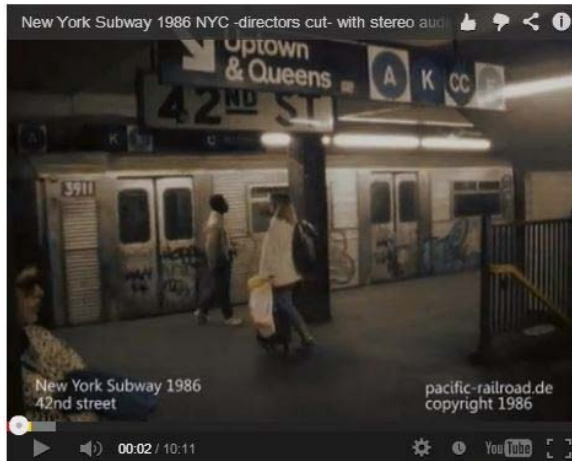 New York Subway 1986 NYC -directors cut- with stereo aud
Uptown
& Queens
A K CC E
42ND ST
A K C
3911
New York Subway 1986
42nd street
pacific-railroad.de
copyright 1986
00:02 / 10:11
YouTube